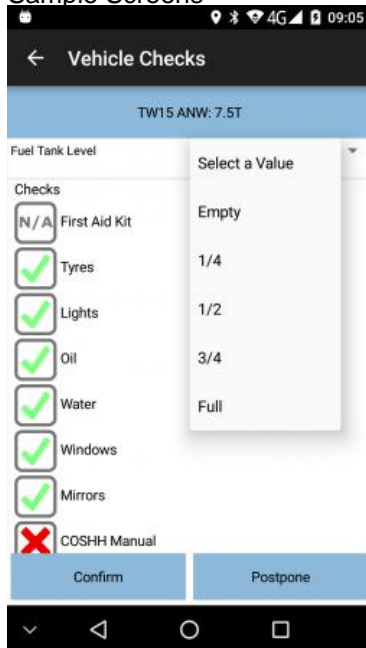 Sample Screens
4G 09:05
Vehicle Checks
TW15 ANW: 7.5T
Fuel Tank Level
Select a Value
Empty
1/4
1/2
3/4
Full
Checks
N/A First Aid Kit
Tyres
Lights
Oil
Water
Windows
Mirrors
COSHH Manual
Confirm Postpone